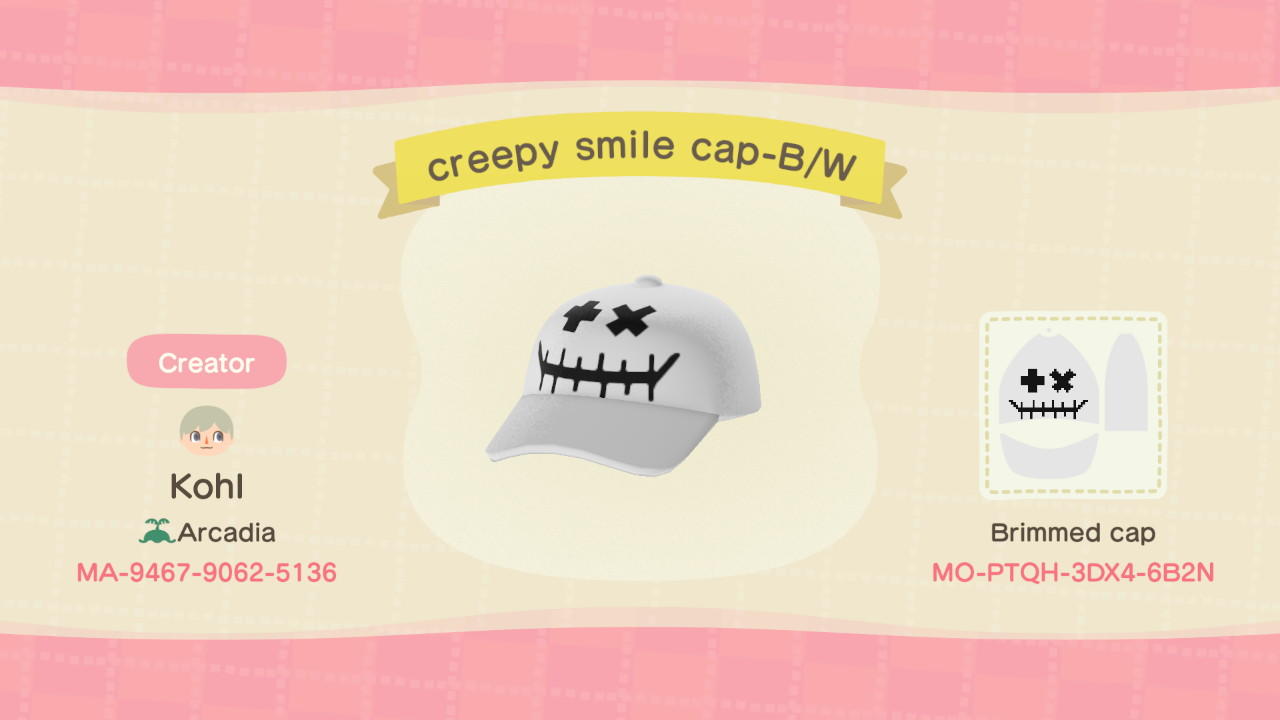 creepy smile cap-B/W
Creator
Kohl
Arcadia
MA-9467-9062-5136
Brimmed cap
MO-PTQH-3DX4-6B2N